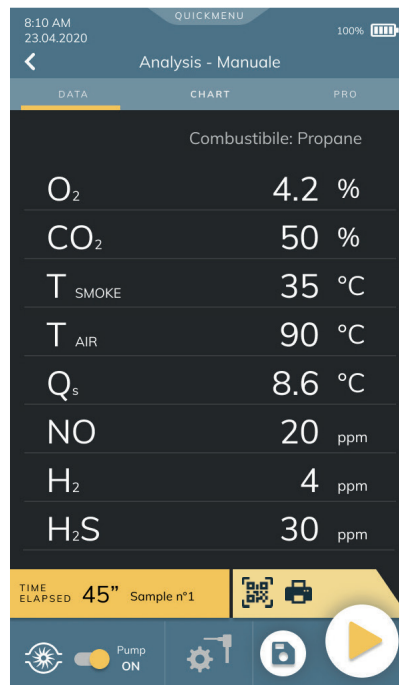 8:10 AM
23.04.2020
QUICKMENU
100%
Analysis - Manuale
DATA CHART PRO
Combustibile: Propane
O₂ 4.2 %
CO₂ 50 %
T SMOKE 35 °C
T AIR 90 °C
Qs 8.6 °C
NO 20 ppm
H₂ 4 ppm
H₂S 30 ppm
TIME
ELAPSED 45” Sample n°1
Pump
ON